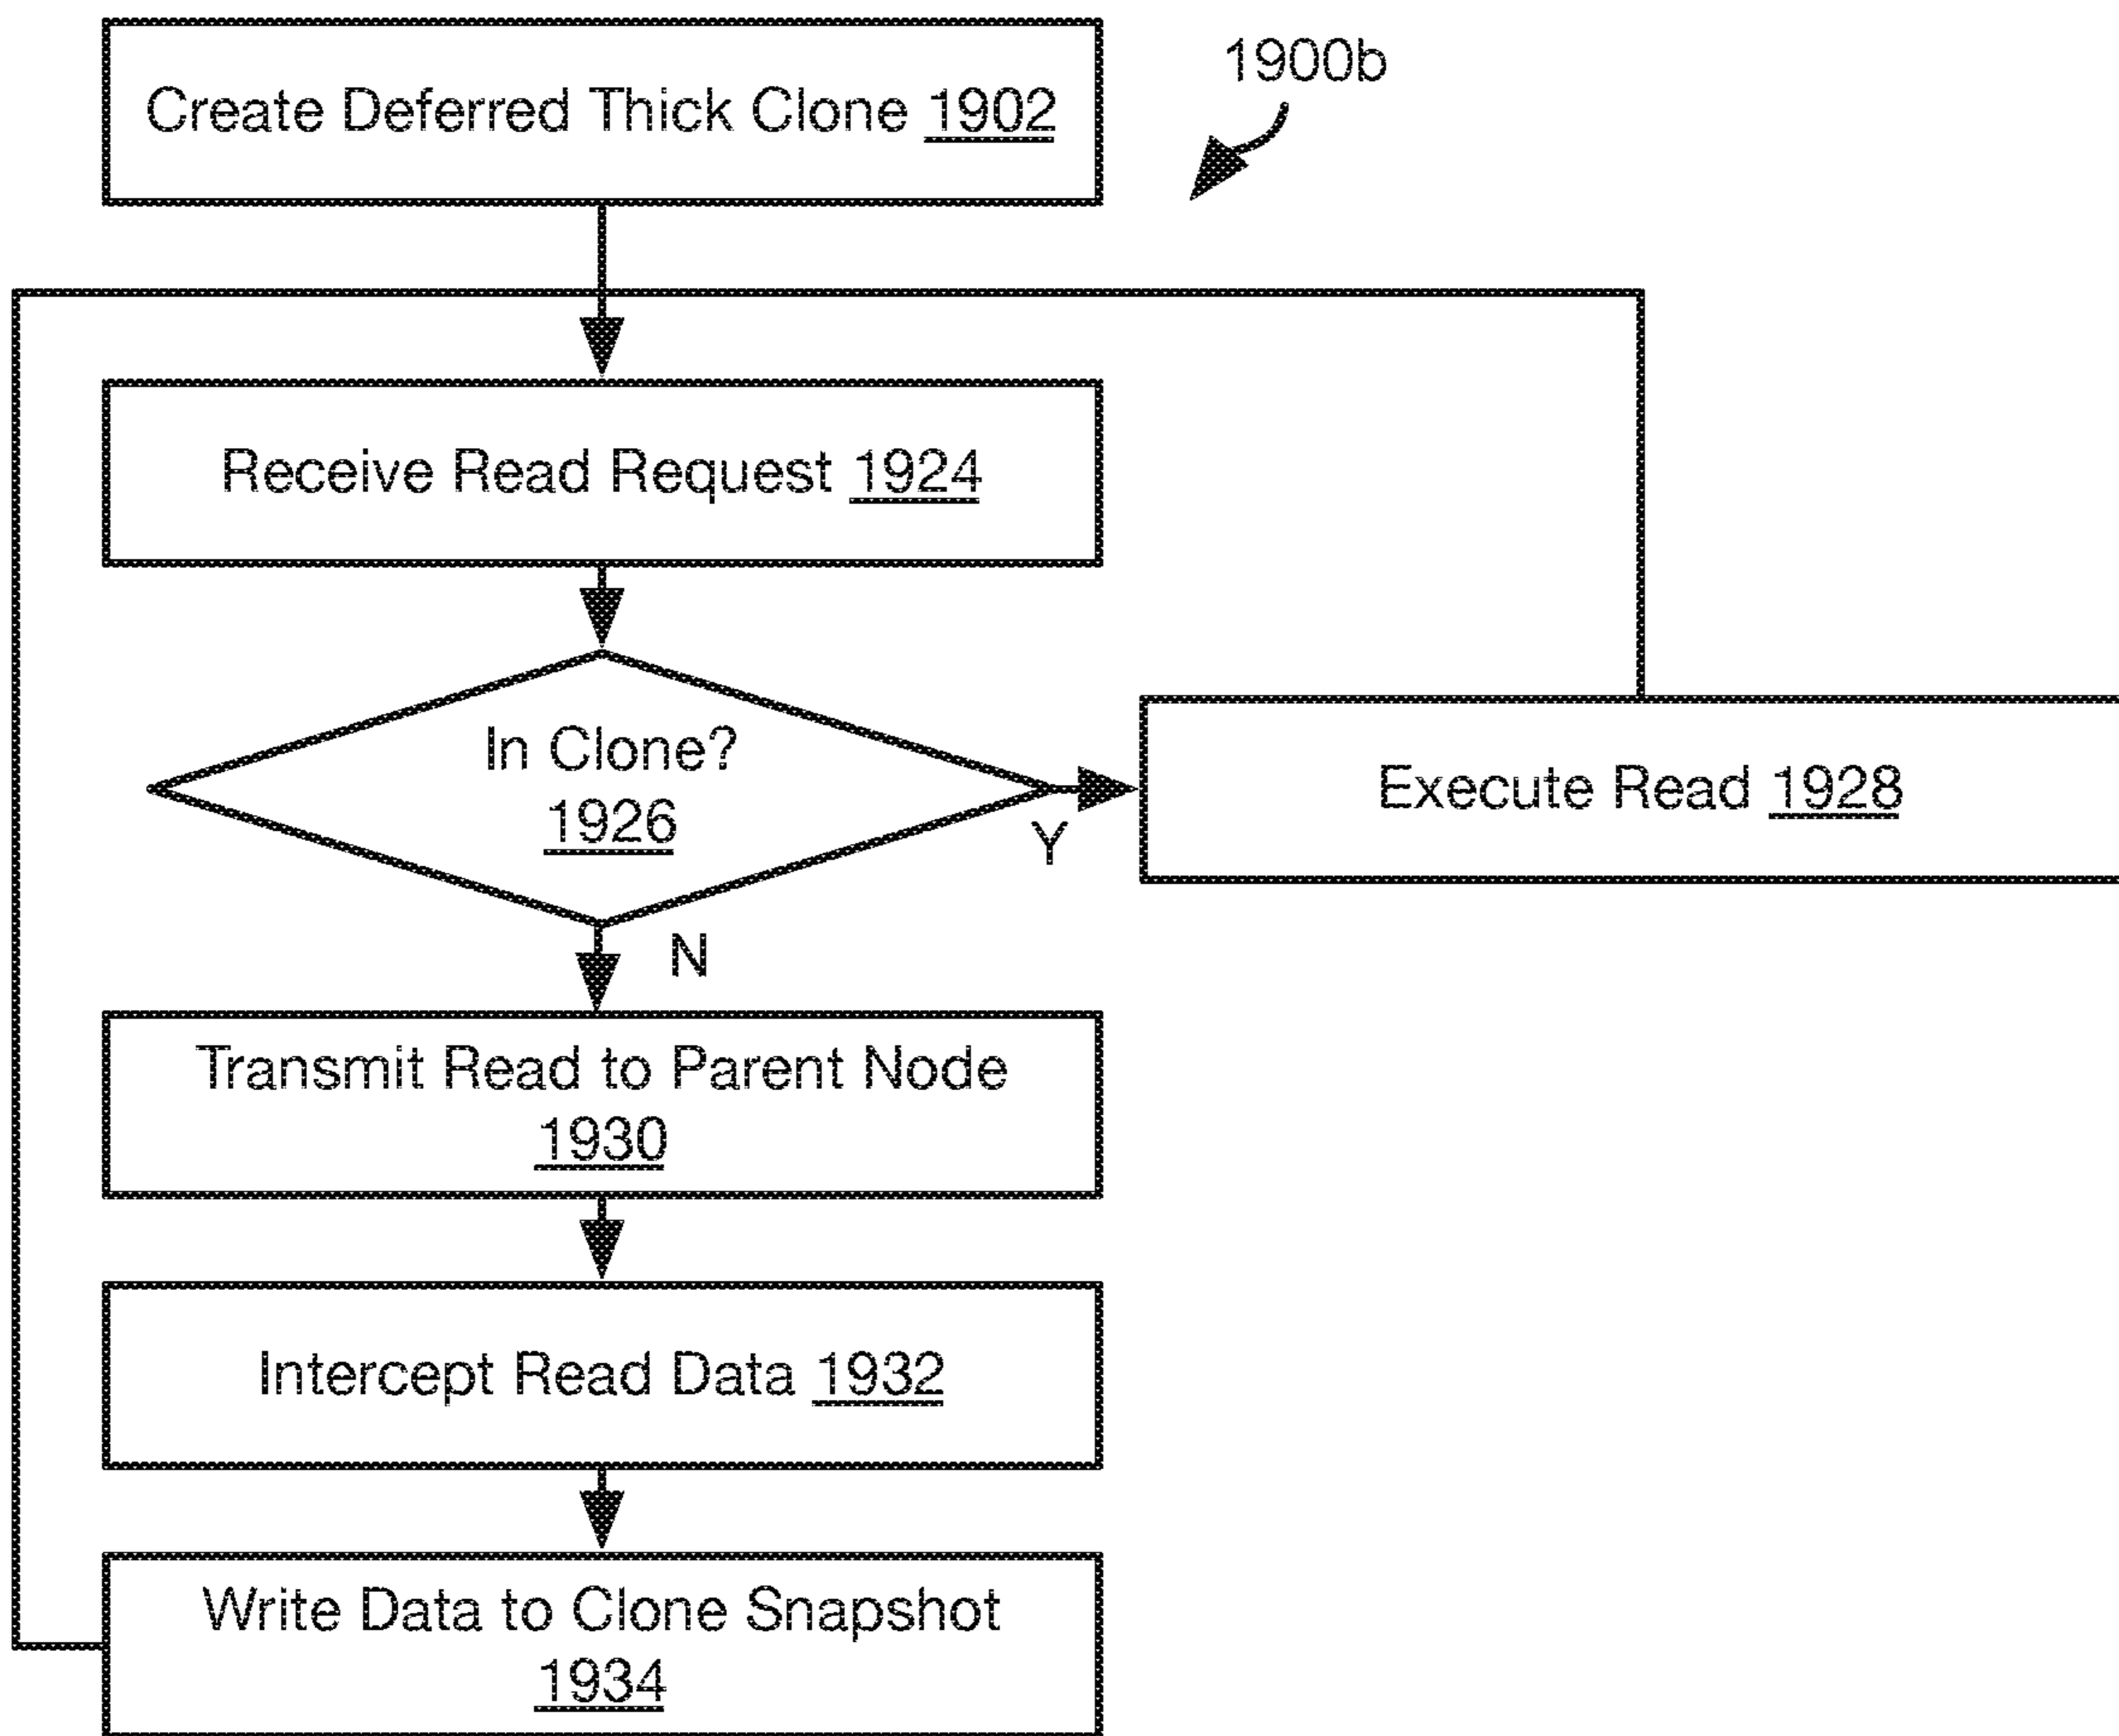 Create Deferred Thick Clone 1902
1900b
Receive Read Request 1924
In Clone?
1926
Y
Execute Read 1928
N
Transmit Read to Parent Node
1930
Intercept Read Data 1932
Write Data to Clone Snapshot
1934